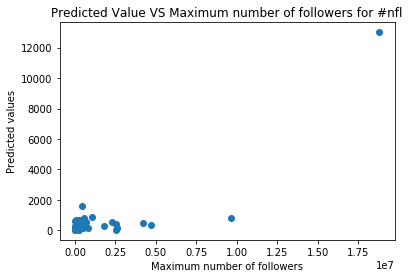 Predicted Value VS Maximum number of followers for #nfl
12000
10000
8000
6000
4000
2000
0
Predicted values
0.00 0.25 0.50 0.75 1.00 1.25 1.50 1.75
1e7
Maximum number of followers